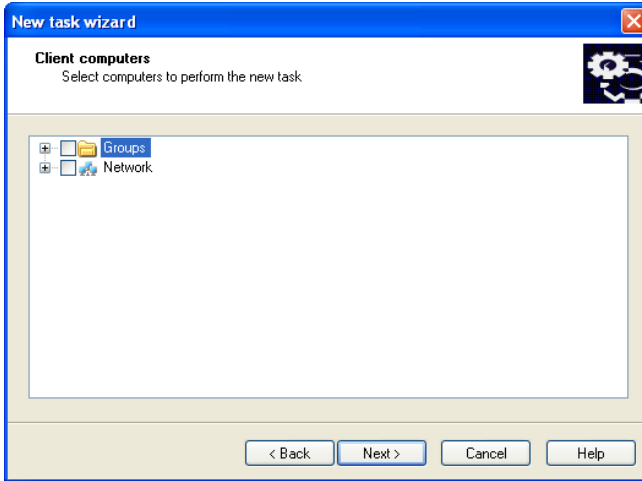 New task wizard
Client computers
Select computers to perform the new task
Groups
Network
< Back Next > Cancel Help